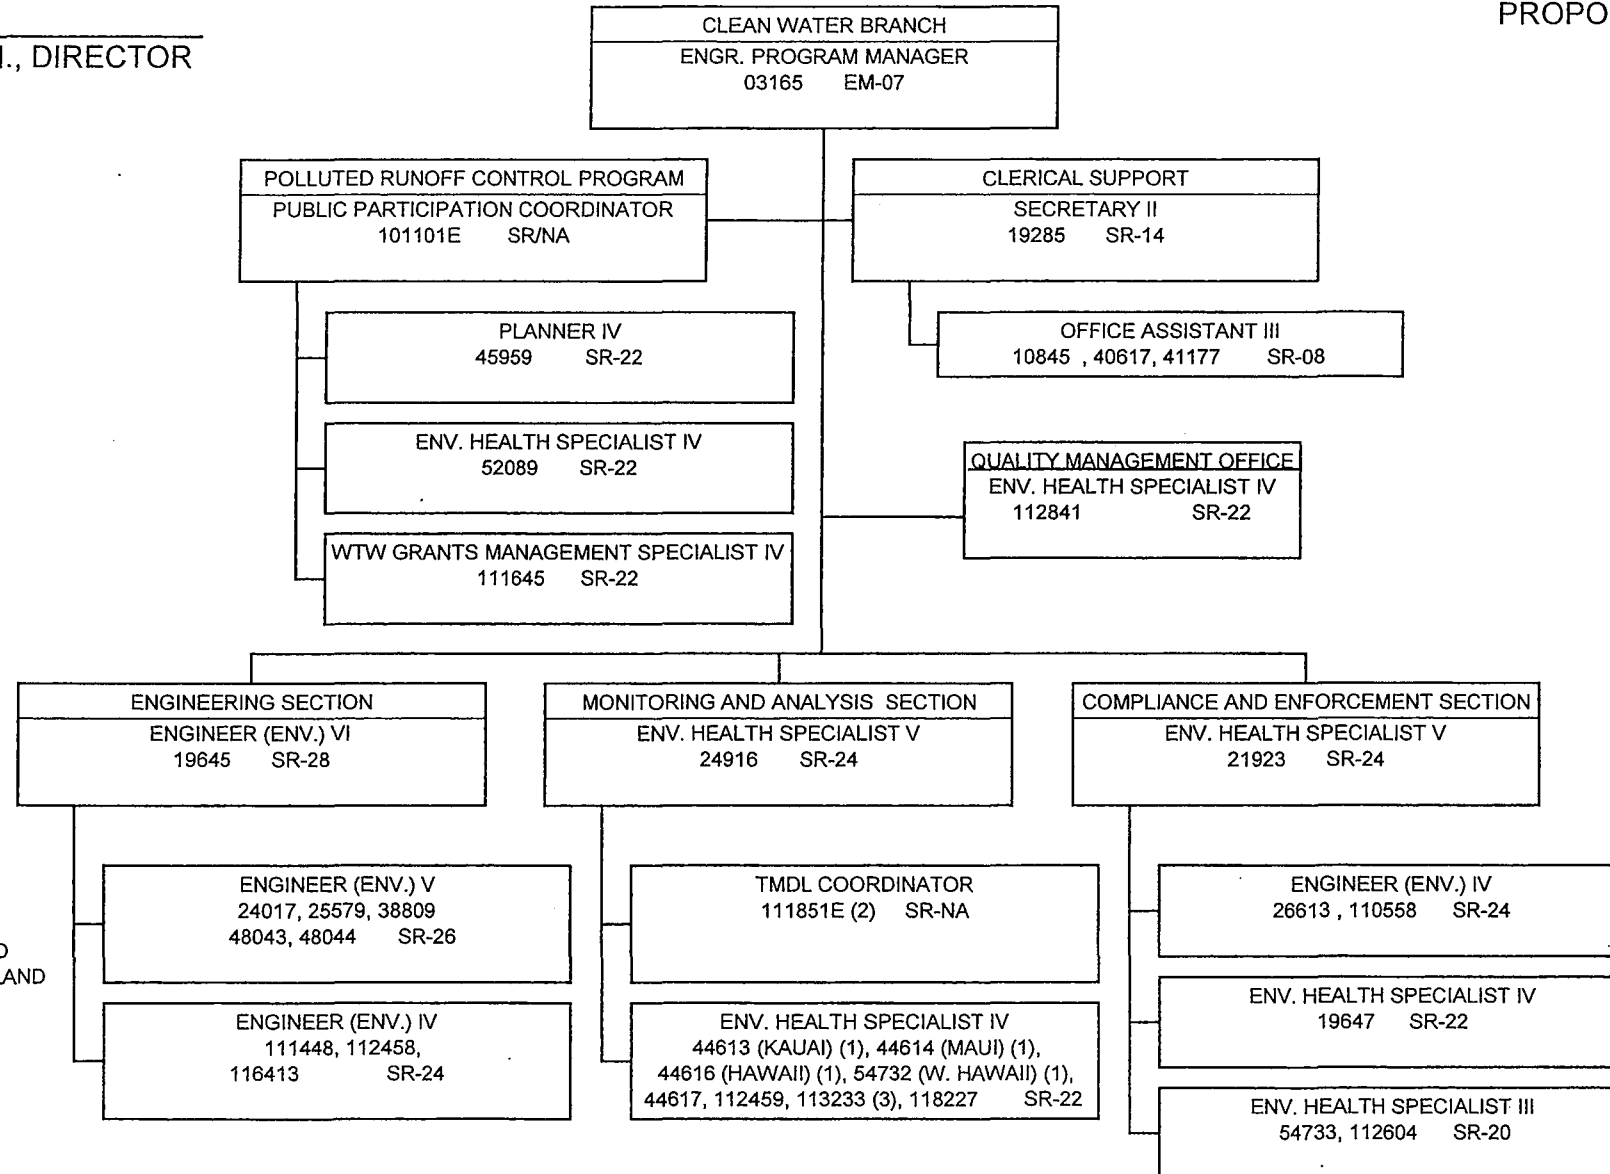 PROPO
., DIRECTOR
CLEAN WATER BRANCH
ENGR. PROGRAM MANAGER
03165 EM-07
POLLUTED RUNOFF CONTROL PROGRAM
PUBLIC PARTICIPATION COORDINATOR
101101E SR/NA
CLERICAL SUPPORT
SECRETARY II
19285 SR-14
PLANNER IV
45959 SR-22
OFFICE ASSISTANT III
10845 , 40617, 41177 SR-08
ENV. HEALTH SPECIALIST IV
52089 SR-22
QUALITY MANAGEMENT OFFICE
ENV. HEALTH SPECIALIST IV
112841 SR-22
WTW GRANTS MANAGEMENT SPECIALIST IV
111645 SR-22
ENGINEERING SECTION
ENGINEER (ENV.) VI
19645 SR-28
MONITORING AND ANALYSIS SECTION
ENV. HEALTH SPECIALIST V
24916 SR-24
COMPLIANCE AND ENFORCEMENT SECTION
ENV. HEALTH SPECIALIST V
21923 SR-24
ENGINEER (ENV.) V
24017, 25579, 38809
48043, 48044 SR-26
TMDL COORDINATOR
111851E (2) SR-NA
ENGINEER (ENV.) IV
26613 , 110558 SR-24
AND
ENGINEER (ENV.) IV
111448, 112458,
116413 SR-24
ENV. HEALTH SPECIALIST IV
44613 (KAUAI) (1), 44614 (MAUI) (1),
44616 (HAWAII) (1), 54732 (W. HAWAII) (1),
44617, 112459, 113233 (3), 118227 SR-22
ENV. HEALTH SPECIALIST IV
19647 SR-22
ENV. HEALTH SPECIALIST III
54733, 112604 SR-20